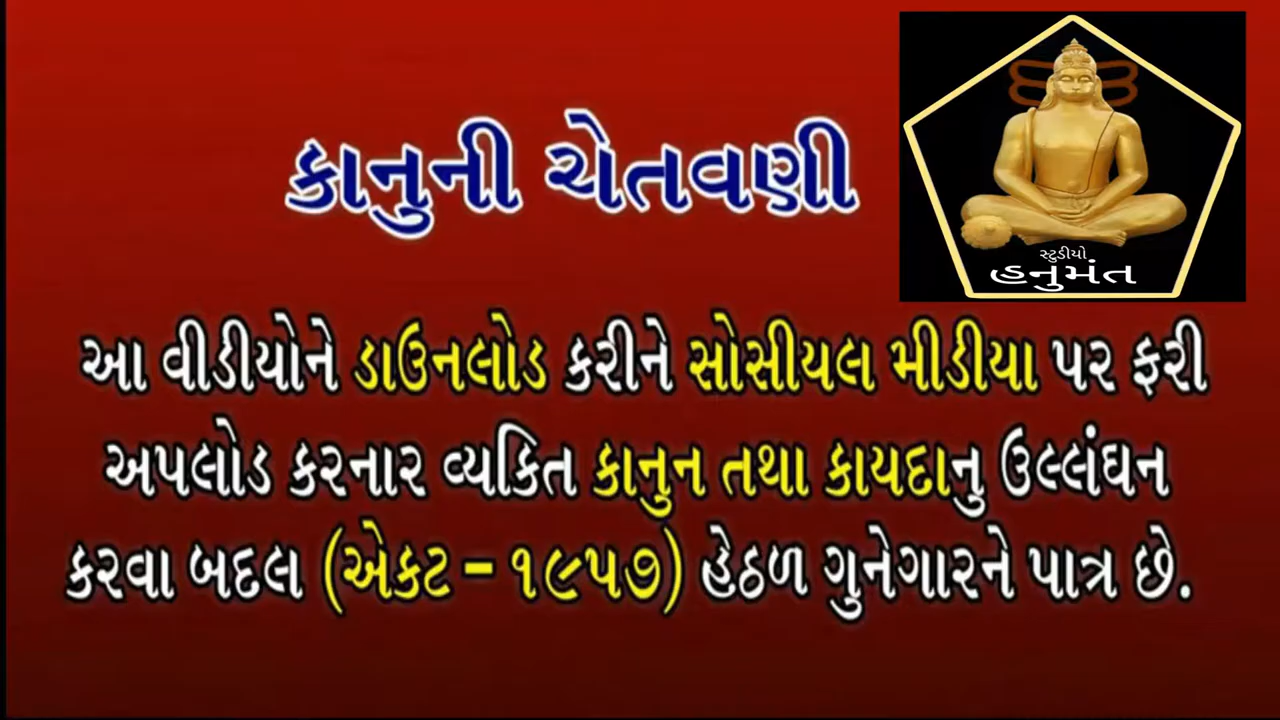 કાનુની ચેતવણી
સ્ટુડીયો
હનુમંત
આ વીડીયોને ડાઉનલોડ કરીને સોસીયલ મીડીયા પર ફરી
અપલોડ કરનાર વ્યકિત કાનુન તથા કાયદાનુ ઉલ્લંઘન
કરવા બદલ (એકટ – ૧૯૫૭) હેઠળ ગુનેગારને પાત્ર છે.